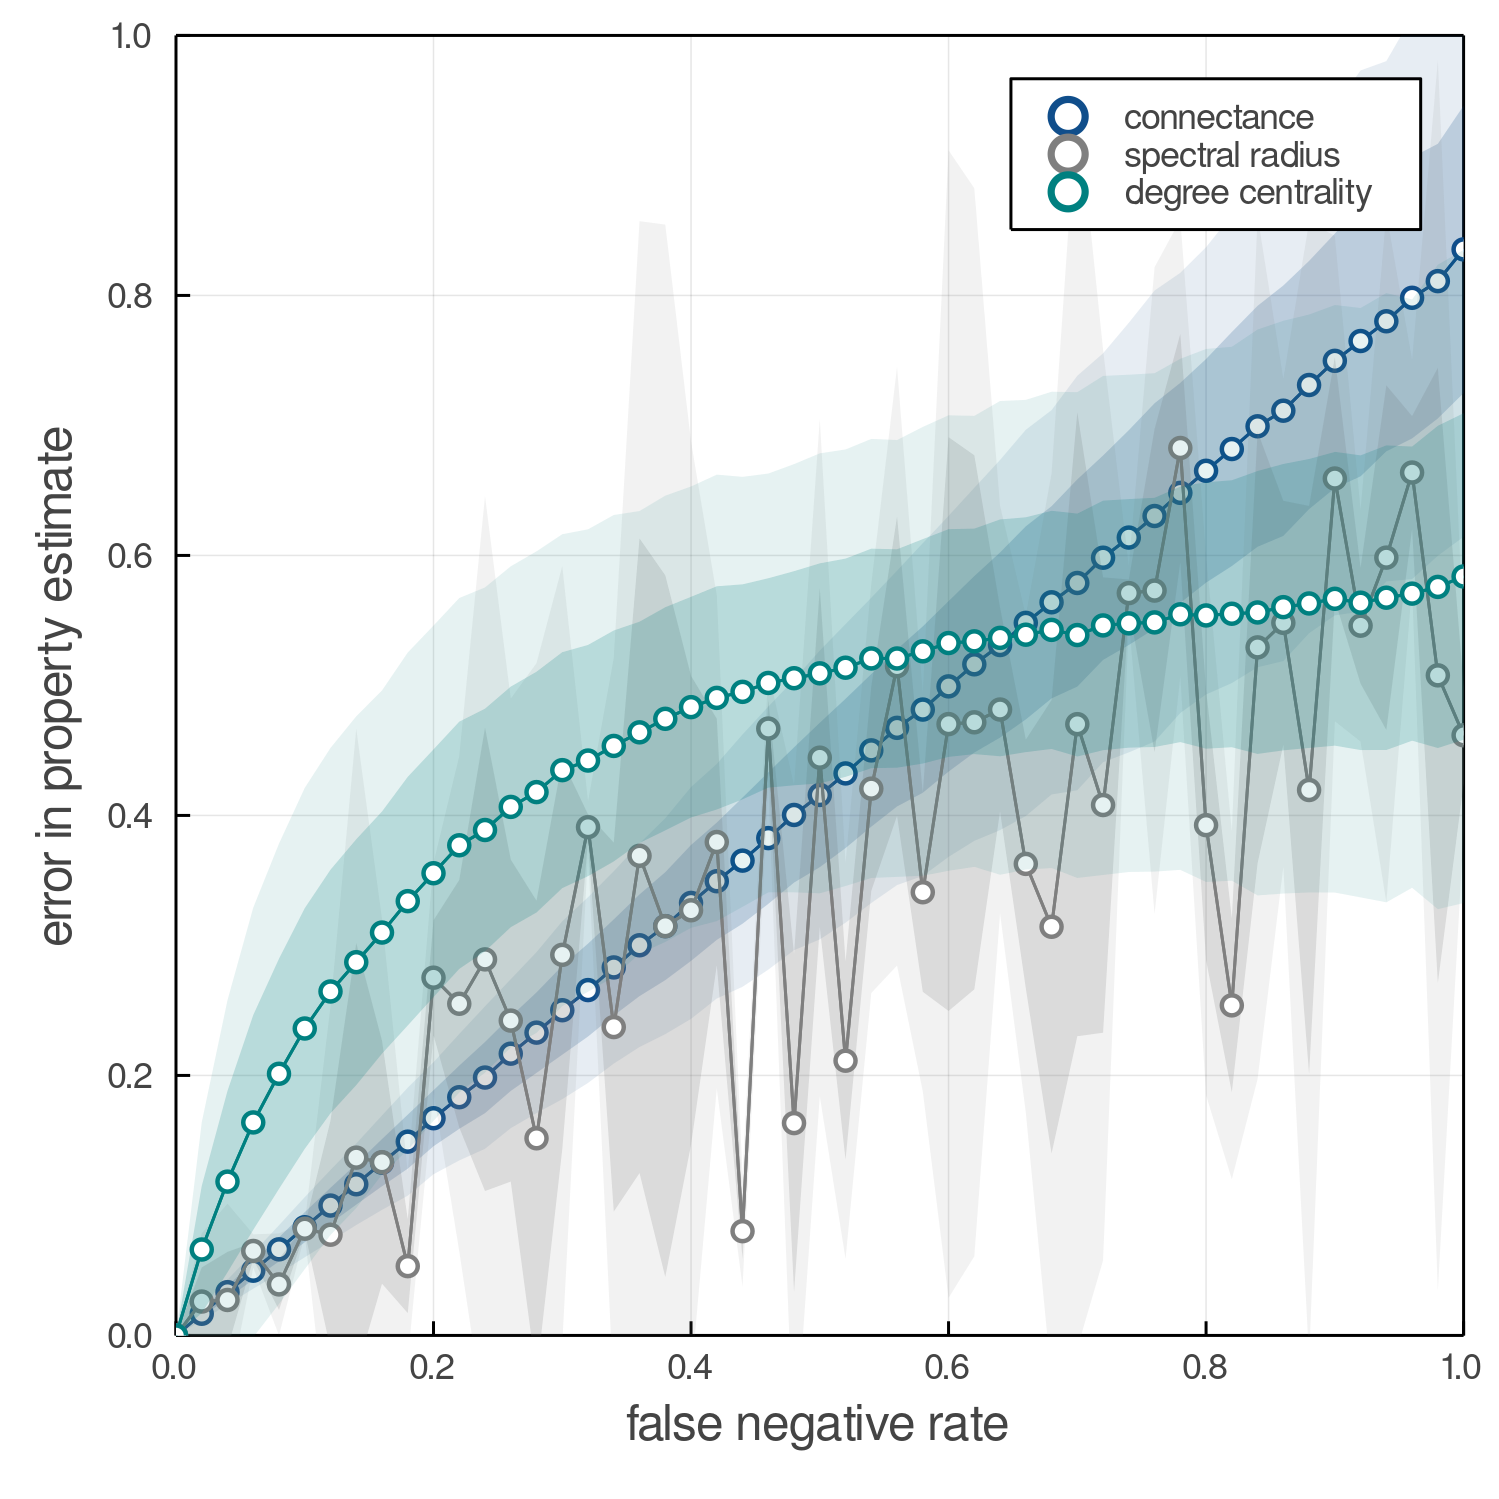 1.0
0.8
0.6
0.4
0.2
0.0
error in property estimate
connectance
spectral radius
degree centrality
0.0 0.2 0.4 0.6 0.8 1.0
false negative rate